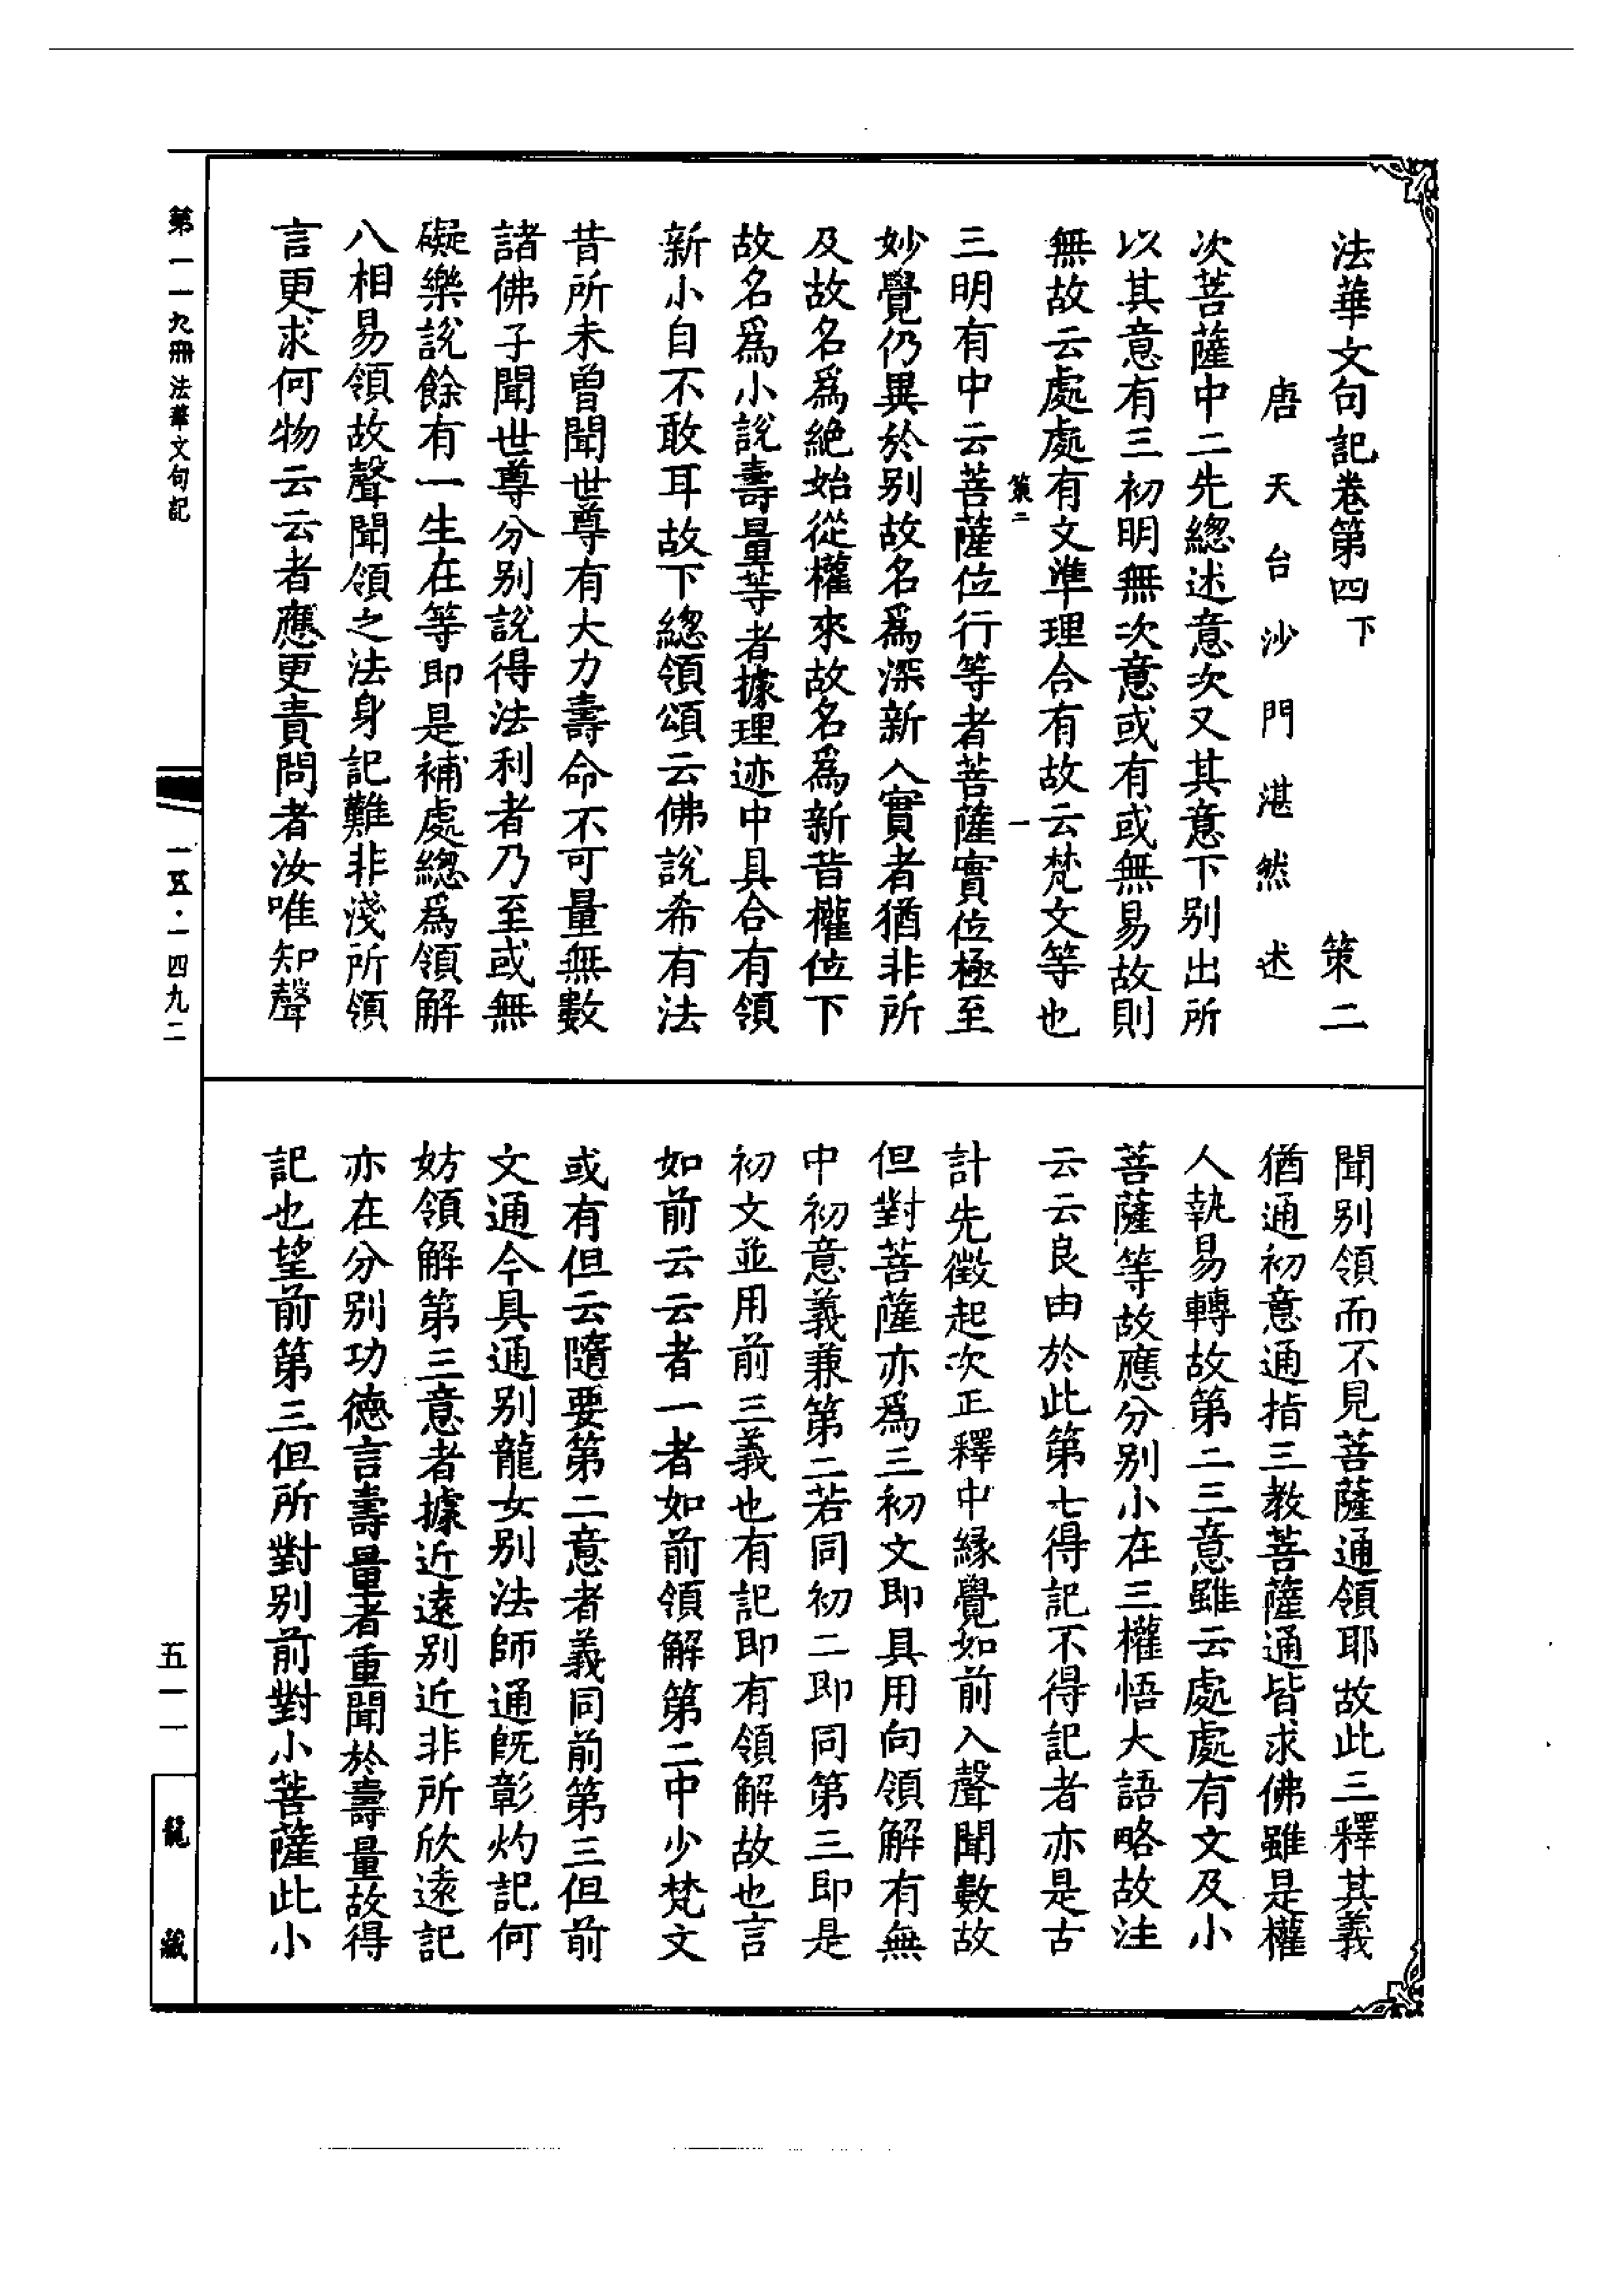 法華文句記卷第四下　策二
唐天台沙門湛然述
次菩薩中二先總述意次又其意下別出所
以其意有三初明無次意或有或無易故則
無故云處處有文準理合有故云梵文等也
策二　一
三明有中云菩薩位行等者菩薩實位極至
妙覺仍異於別故名爲深新入實者猶非所
及故名爲絶始從權來故名爲新昔權位下
故名爲小說壽量等者據理迹中具合有領
新小自不敢耳故下總領頌云佛說希有法
昔所未曾聞世尊有大力壽命不可量無數
諸佛子聞世尊分別說得法利者乃至或無
礙樂說餘有一生在等即是補處總爲領解
八相易領故聲聞領之法身記難非淺所領
言更求何物云云者應更責問者汝唯知聲
聞別領而不見菩薩通領耶故此三釋其義
猶通初意通指三教菩薩通皆求佛雖是權
人執易轉故第二三意雖云處處有文及小
菩薩等故應分別小在三權悟大語略故注
云云良由於此第七得記不得記者亦是古
計先徵起次正釋中緣覺如前入聲聞數故
但對菩薩亦爲三初文即具用向領解有無
中初意義兼第二若同初二即同第三即是
初文並用前三義也有記即有領解故也言
如前云云者一者如前領解第二中少梵文
或有但云隨要第二意者義同前第三但前
文通今具通別龍女別法師通既彰灼記何
妨領解第三意者據近遠別近非所欣遠記
亦在分別功德言壽量者重聞於壽量故得
記也望前第三但所對別前對小菩薩此小
第一一九冊　法華文句記
一五·一四九二
五一一
龍藏